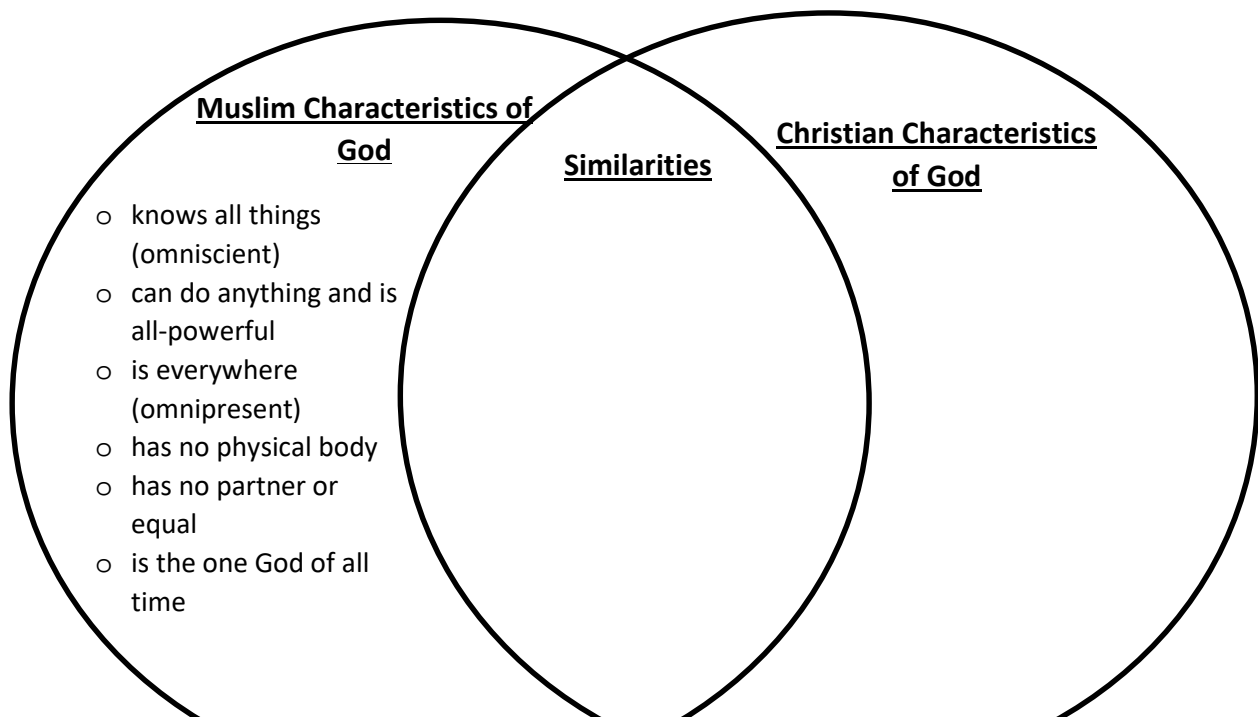 Muslim Characteristics of
God
○ knows all things
(omniscient)
○ can do anything and is
all-powerful
○ is everywhere
(omnipresent)
○ has no physical body
○ has no partner or
equal
○ is the one God of all
time
Similarities
Christian Characteristics
of God